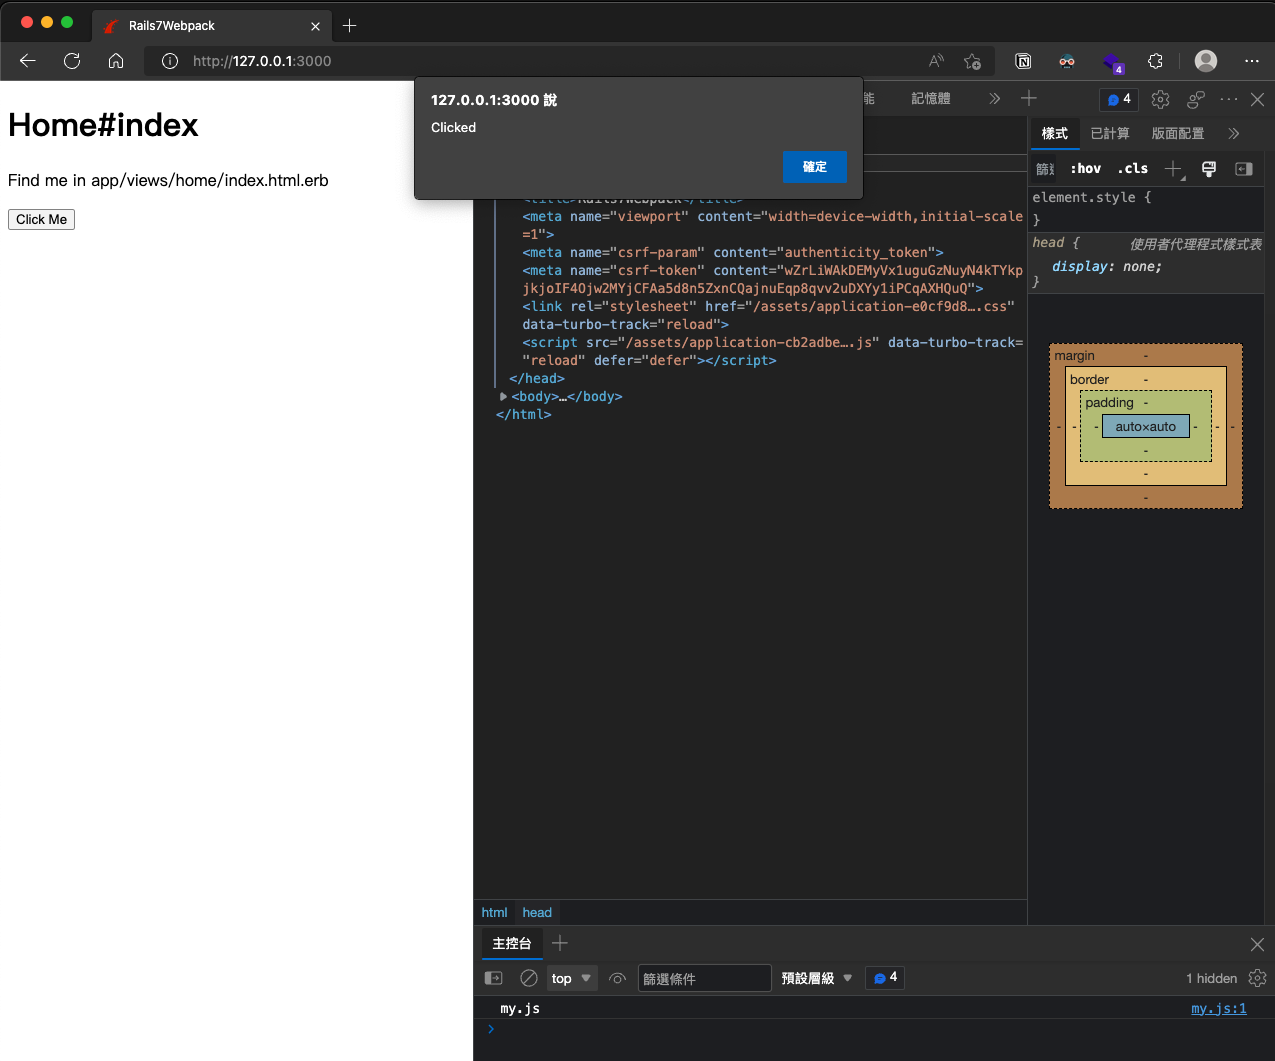 Rails7Webpack
http://127.0.0.1:3000
4
127.0.0.1:3000 說
Clicked
確定
能
記憶體
4
Home#index
Find me in app/views/home/index.html.erb
Click Me
<title>Rails7Webpack</title>
<meta name="viewport" content="width=device-width,initial-scale
=1">
<meta name="csrf-param" content="authenticity_token">
<meta name="csrf-token" content="wZrLiWAkDEMyVx1uguGzNuyN4kTYkp
jkjoIF4Ojw2MYjCFAa5d8n5ZxnCQajnuEqp8qvv2uDXYy1iPCqAXHQuQ">
<link rel="stylesheet" href="/assets/application-e0cf9d8….css"
data-turbo-track="reload">
<script src="/assets/application-cb2adbe….js" data-turbo-track=
"reload" defer="defer"></script>
</head>
<body>…</body>
</html>
html head
樣式 已計算 版面配置
:hov .cls
element.style {
}
head { 使用者代理程式樣式表
display: none;
}
margin -
border -
padding -
- - - auto×auto - - -
-
-
-
主控台
top 篩選條件 預設層級 4 1 hidden
my.js my.js:1